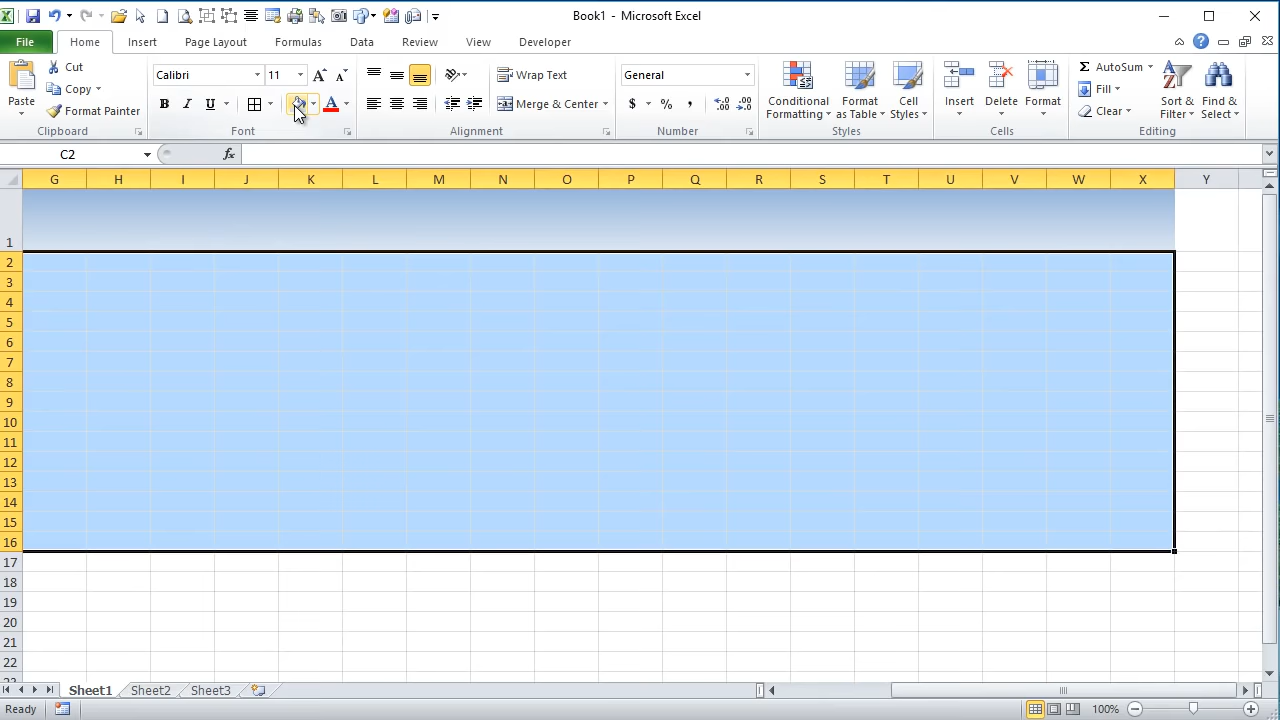 Book1 - Microsoft Excel
File Home Insert Page Layout Formulas Data Review View Developer
Paste
Cut
Copy
Format Painter
Clipboard
Calibri 11
B I U A
Font
Wrap Text
Merge & Center
Alignment
General
$ % ,
Number
Conditional Formatting
Format as Table
Cell Styles
Styles
Insert Delete Format
Cells
AutoSum
Fill
Clear
Sort & Filter
Find & Select
Editing
C2 fx
G H I J K L M N O P Q R S T U V W X Y
1
2
3
4
5
6
7
8
9
10
11
12
13
14
15
16
17
18
19
20
21
22
Sheet1 Sheet2 Sheet3
Ready 100%